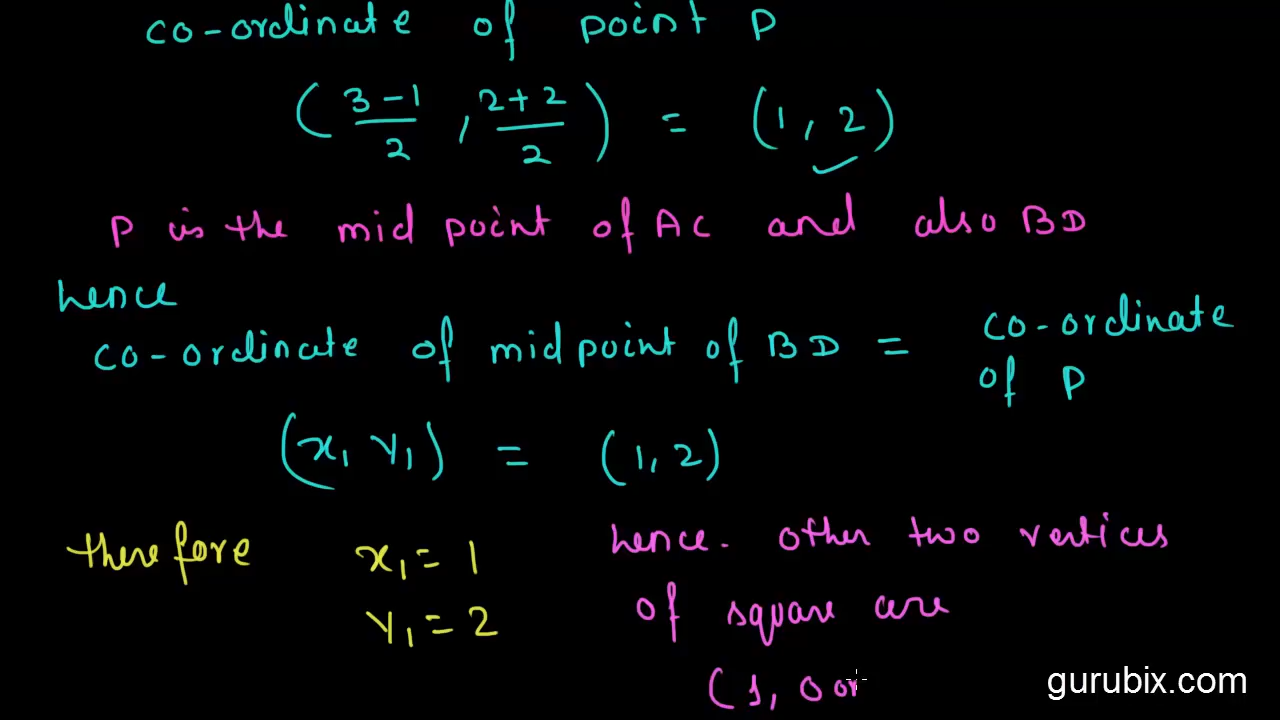 co-ordinate of point P
( 3-1/2 , 2+2/2 ) = (1, 2)
P is the mid point of AC and also BD
hence
co-ordinate of midpoint of BD = co-ordinate of P
(x₁ y₁) = (1, 2)
therefore x₁ = 1
y₁ = 2
hence. other two vertices
of square are
(1, 0 or
gurubix.com